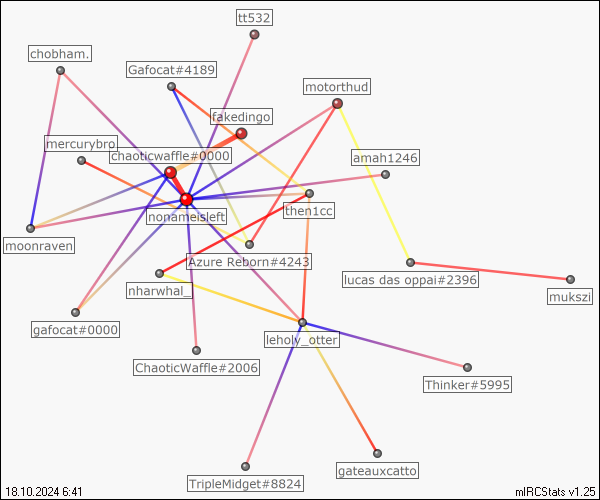 tt532
chobham.
Gafocat#4189
motorthud
fakedingo
mercurybro
chaoticwaffle#0000
amah1246
nonameisleft
then1cc
moonraven
Azure Reborn#4243
lucas das oppai#2396
nharwhal_
mukszi
gafocat#0000
leholy_otter
ChaoticWaffle#2006
Thinker#5995
gateauxcatto
TripleMidget#8824
18.10.2024 6:41
mIRCStats v1.25